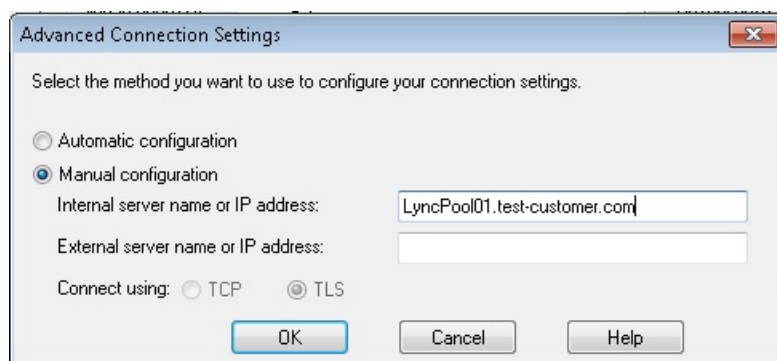 Advanced Connection Settings
Select the method you want to use to configure your connection settings.
Automatic configuration
Manual configuration
Internal server name or IP address: LyncPool01.test-customer.com
External server name or IP address:
Connect using: TCP TLS
OK Cancel Help